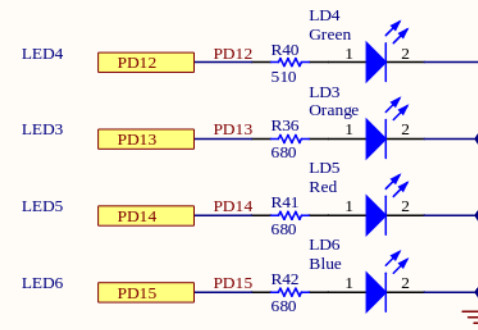 LD4
Green
LED4 PD12 PD12 R40 1 2
510
LD3
Orange
LED3 PD13 PD13 R36 1 2
680
LD5
Red
LED5 PD14 PD14 R41 1 2
680
LD6
Blue
LED6 PD15 PD15 R42 1 2
680